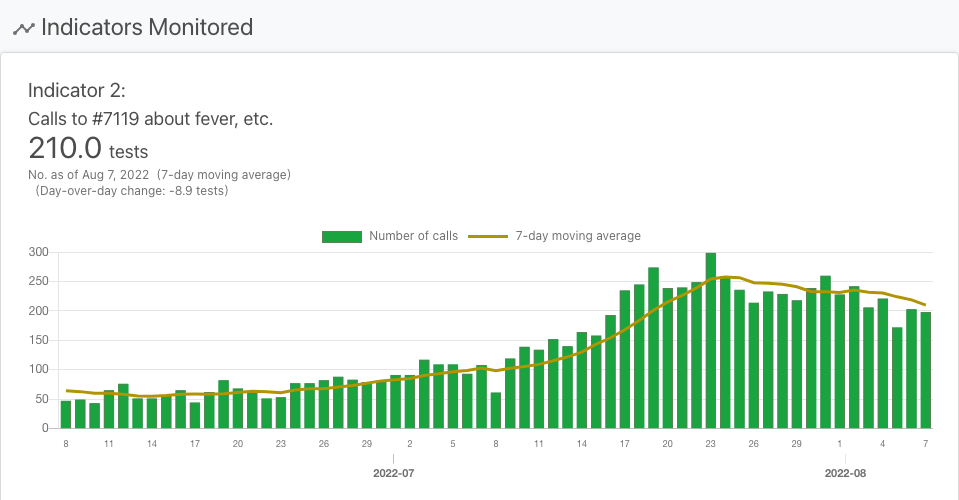 Indicators Monitored
Indicator 2:
Calls to #7119 about fever, etc.
210.0 tests
No. as of Aug 7, 2022 (7-day moving average)
(Day-over-day change: -8.9 tests)
Number of calls 7-day moving average
300
250
200
150
100
50
0
8 11 14 17 20 23 26 29 2 5 8 11 14 17 20 23 26 29 1 4 7
2022-07 2022-08